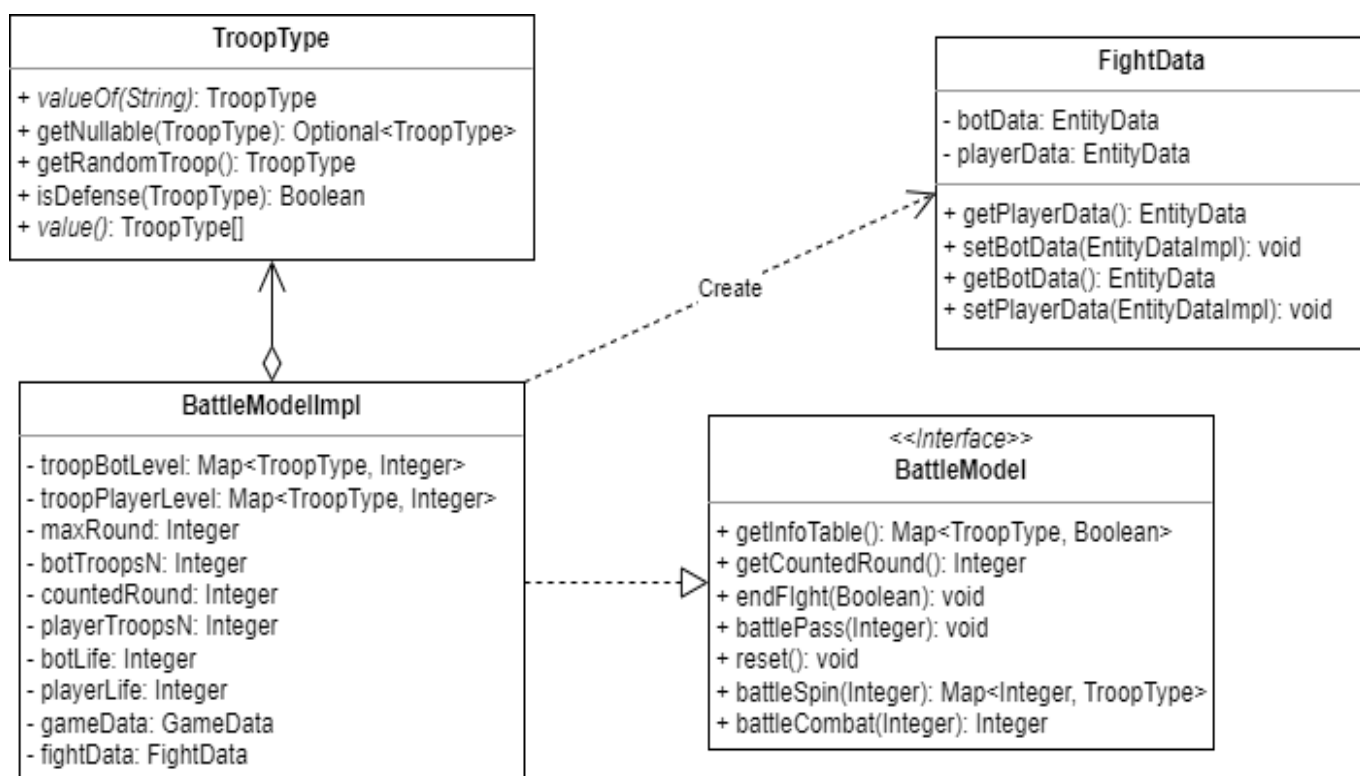 TroopType
+ valueOf(String): TroopType
+ getNullable(TroopType): Optional<TroopType>
+ getRandomTroop(): TroopType
+ isDefense(TroopType): Boolean
+ value(): TroopType[]
FightData
- botData: EntityData
- playerData: EntityData
+ getPlayerData(): EntityData
+ setBotData(EntityDataImpl): void
+ getBotData(): EntityData
+ setPlayerData(EntityDataImpl): void
Create
BattleModelImpl
- troopBotLevel: Map<TroopType, Integer>
- troopPlayerLevel: Map<TroopType, Integer>
- maxRound: Integer
- botTroopsN: Integer
- countedRound: Integer
- playerTroopsN: Integer
- botLife: Integer
- playerLife: Integer
- gameData: GameData
- fightData: FightData
<<Interface>>
BattleModel
+ getInfoTable(): Map<TroopType, Boolean>
+ getCountedRound(): Integer
+ endFIght(Boolean): void
+ battlePass(Integer): void
+ reset(): void
+ battleSpin(Integer): Map<Integer, TroopType>
+ battleCombat(Integer): Integer